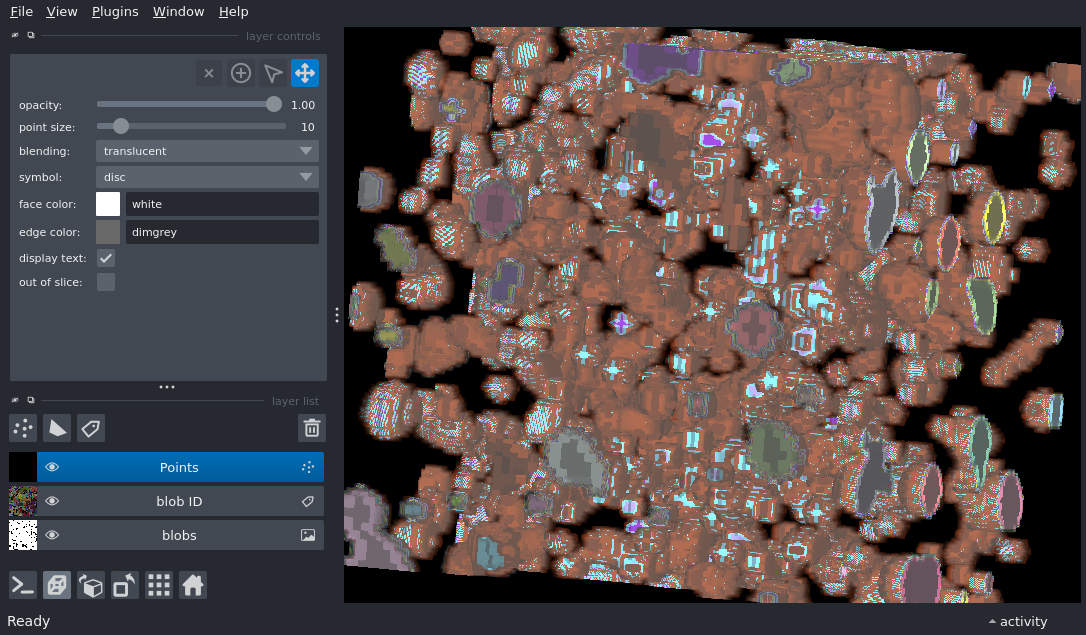 File View Plugins Window Help
layer controls
opacity: 1.00
point size: 10
blending: translucent
symbol: disc
face color: white
edge color: dimgrey
display text:
out of slice:
layer list
Points
blob ID
blobs
Ready activity